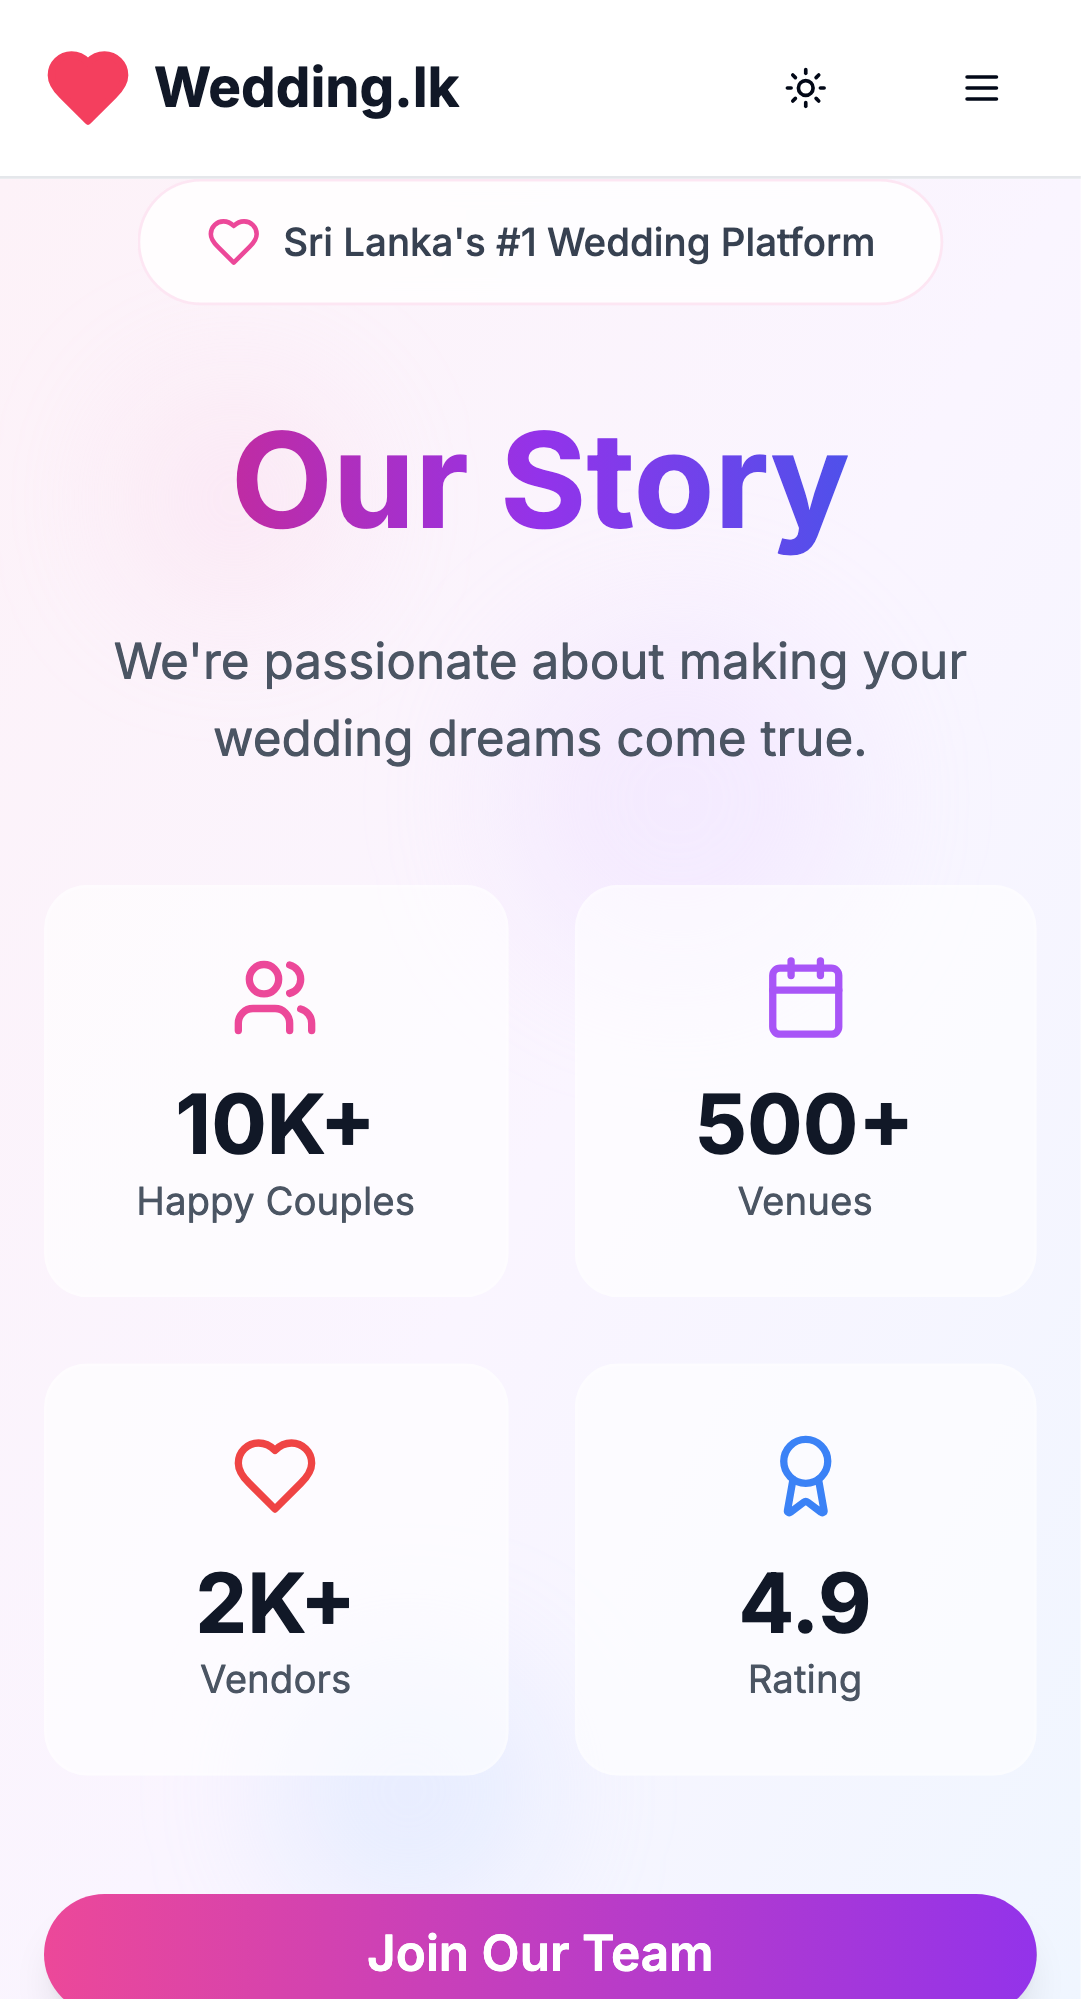 Wedding.lk
Sri Lanka's #1 Wedding Platform
Our Story
We're passionate about making your
wedding dreams come true.
10K+
Happy Couples
500+
Venues
2K+
Vendors
4.9
Rating
Join Our Team